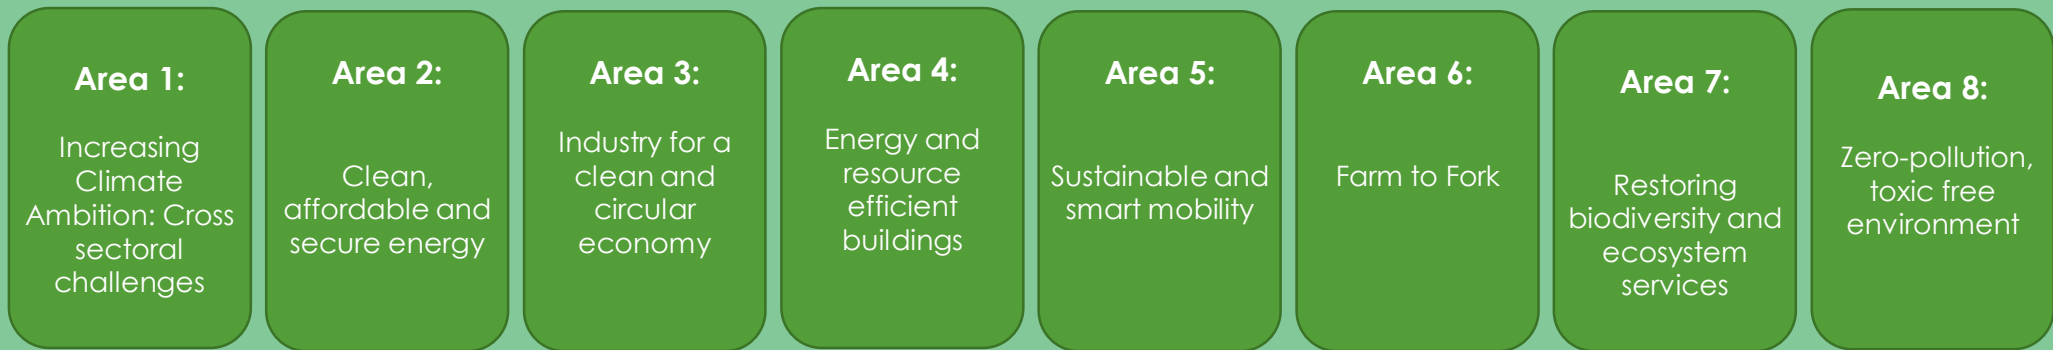 Area 1:
Increasing
Climate
Ambition: Cross
sectoral
challenges
Area 2:
Clean,
affordable and
secure energy
Area 3:
Industry for a
clean and
circular
economy
Area 4:
Energy and
resource
efficient
buildings
Area 5:
Sustainable and
smart mobility
Area 6:
Farm to Fork
Area 7:
Restoring
biodiversity and
ecosystem
services
Area 8:
Zero-pollution,
toxic free
environment